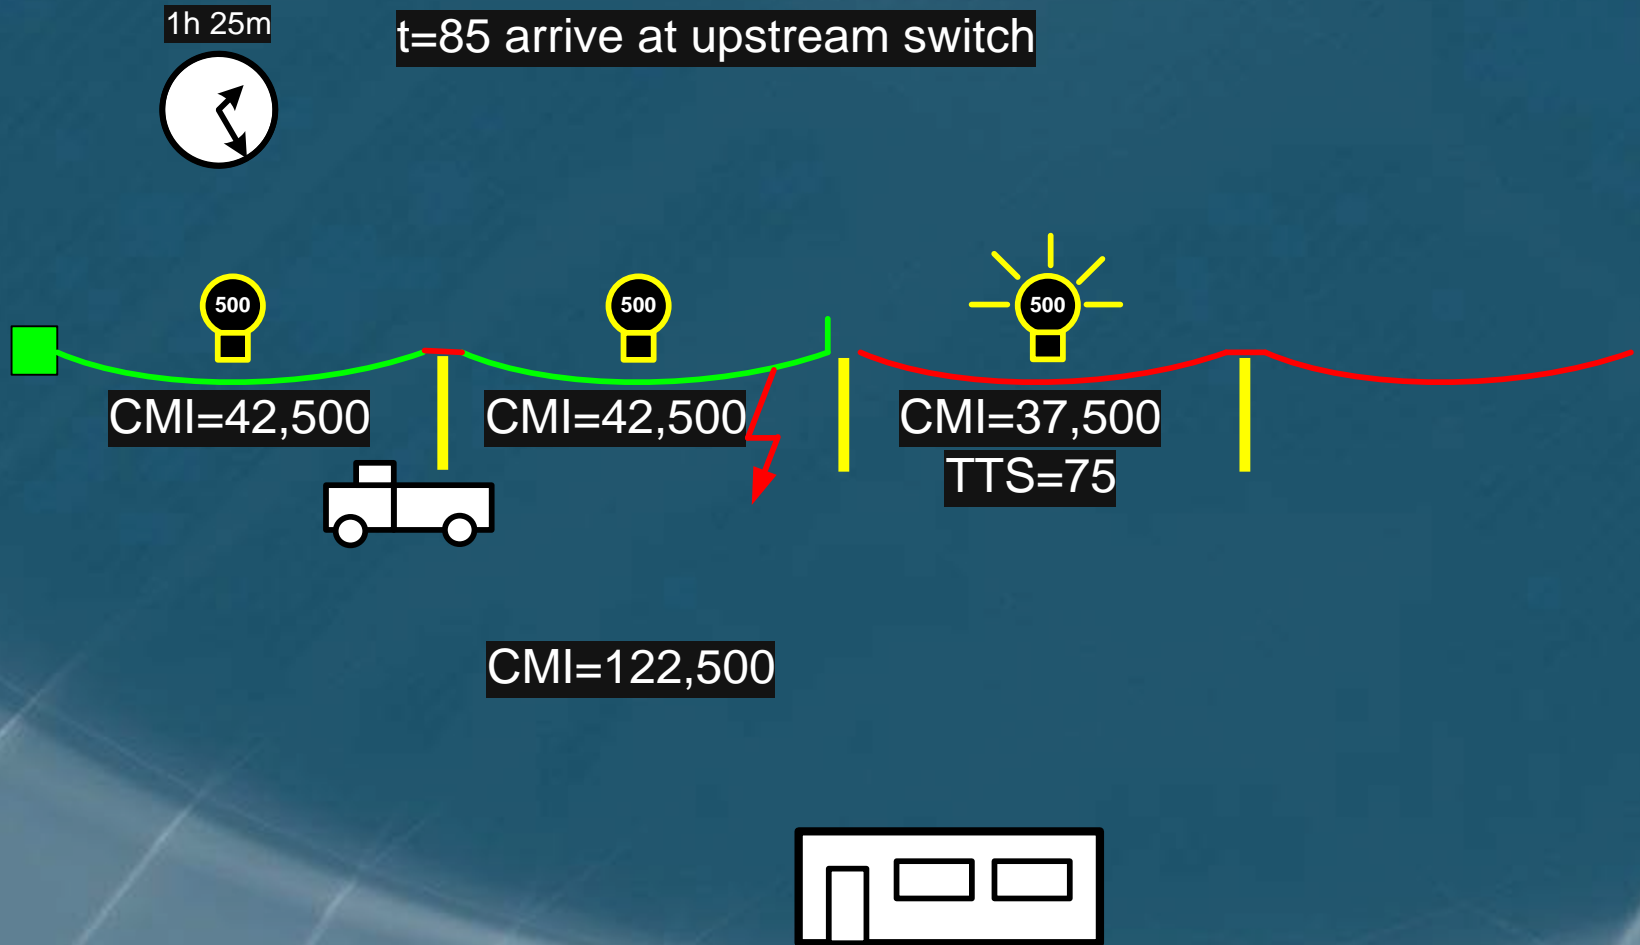 1h 25m
t=85 arrive at upstream switch
500
500
500
CMI=42,500
CMI=42,500
CMI=37,500
TTS=75
CMI=122,500